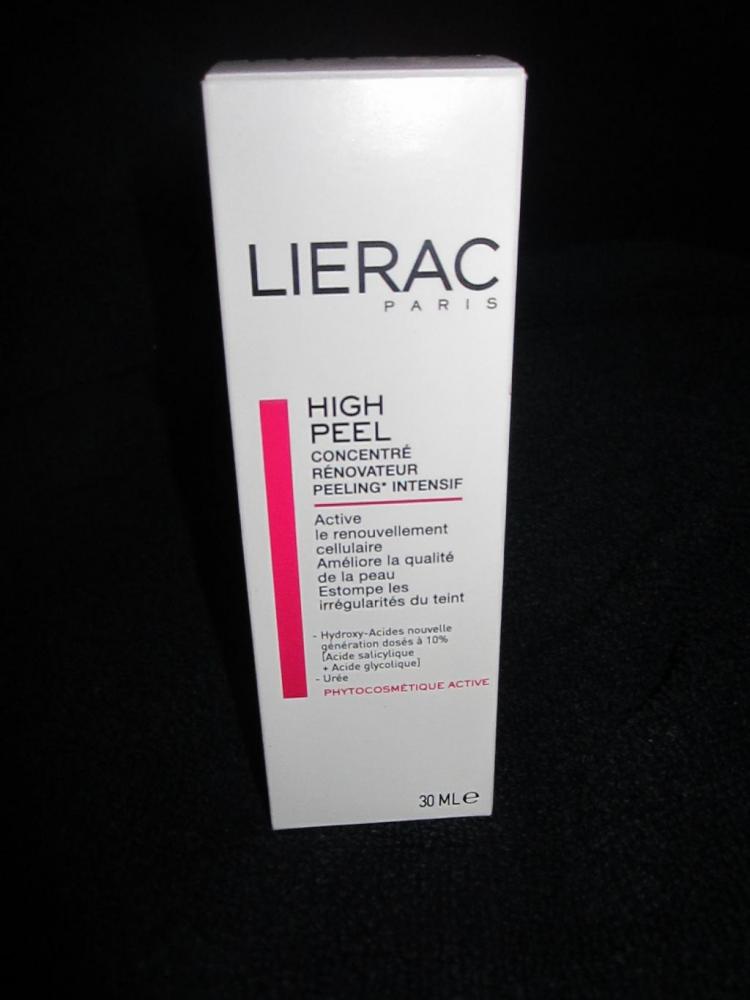 LIERAC
PARIS
HIGH
PEEL
CONCENTRÉ
RÉNOVATEUR
PEELING* INTENSIF
Active
le renouvellement
cellulaire
Améliore la qualité
de la peau
Estompe les
irrégularités du teint
- Hydroxy-Acides nouvelle
génération dosés à 10%
[Acide salicylique
+ Acide glycolique]
- Urée
PHYTOCOSMÉTIQUE ACTIVE
30 ML ℮